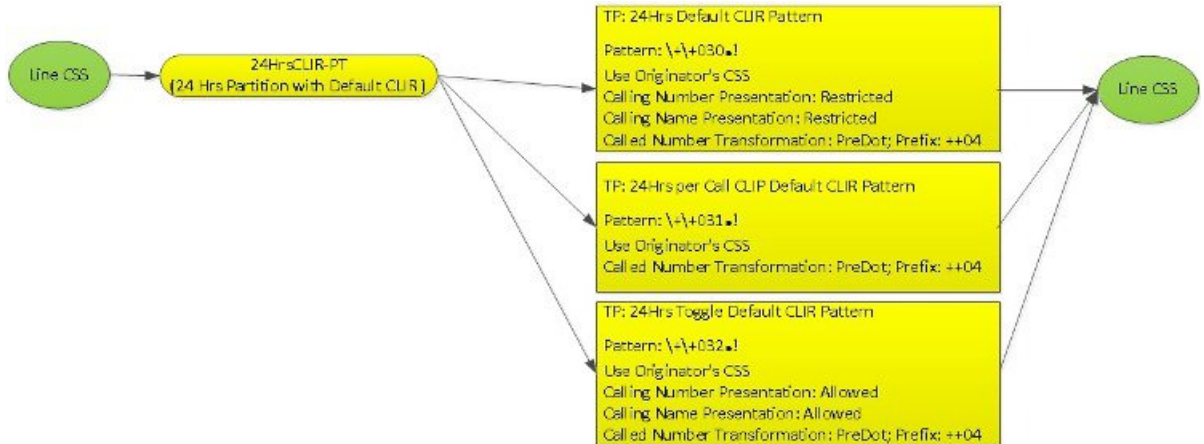 Line CSS
24HrsCLIR-PT
(24 Hrs Partition with Default CLIR)
TP: 24Hrs Default CLIR Pattern
Pattern: \+\+030.!
Use Originator's CSS
Calling Number Presentation: Restricted
Calling Name Presentation: Restricted
Called Number Transformation: PreDot; Prefix: ++04
TP: 24Hrs per Call CLIP Default CLIR Pattern
Pattern: \+\+031.!
Use Originator's CSS
Called Number Transformation: PreDot; Prefix: ++04
TP: 24Hrs Toggle Default CLIR Pattern
Pattern: \+\+032.!
Use Originator's CSS
Calling Number Presentation: Allowed
Calling Name Presentation: Allowed
Called Number Transformation: PreDot; Prefix: ++04
Line CSS